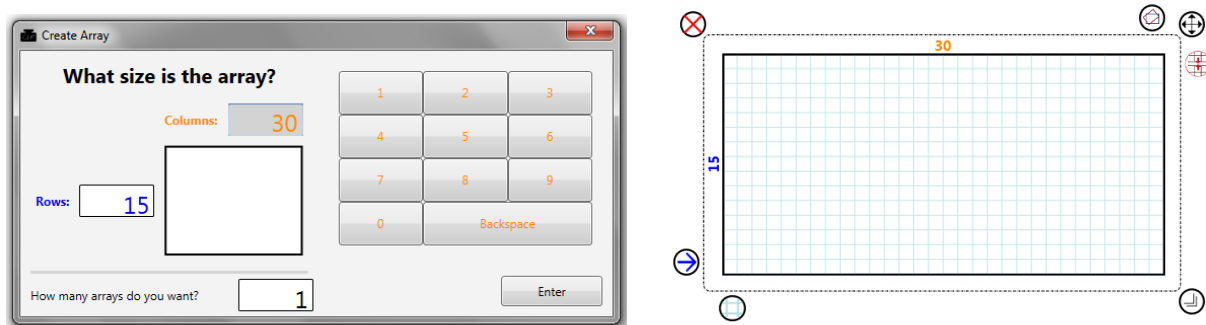 Create Array
What size is the array?
Columns: 30
Rows: 15
1 2 3
4 5 6
7 8 9
0 Backspace
How many arrays do you want? 1
Enter
30
15